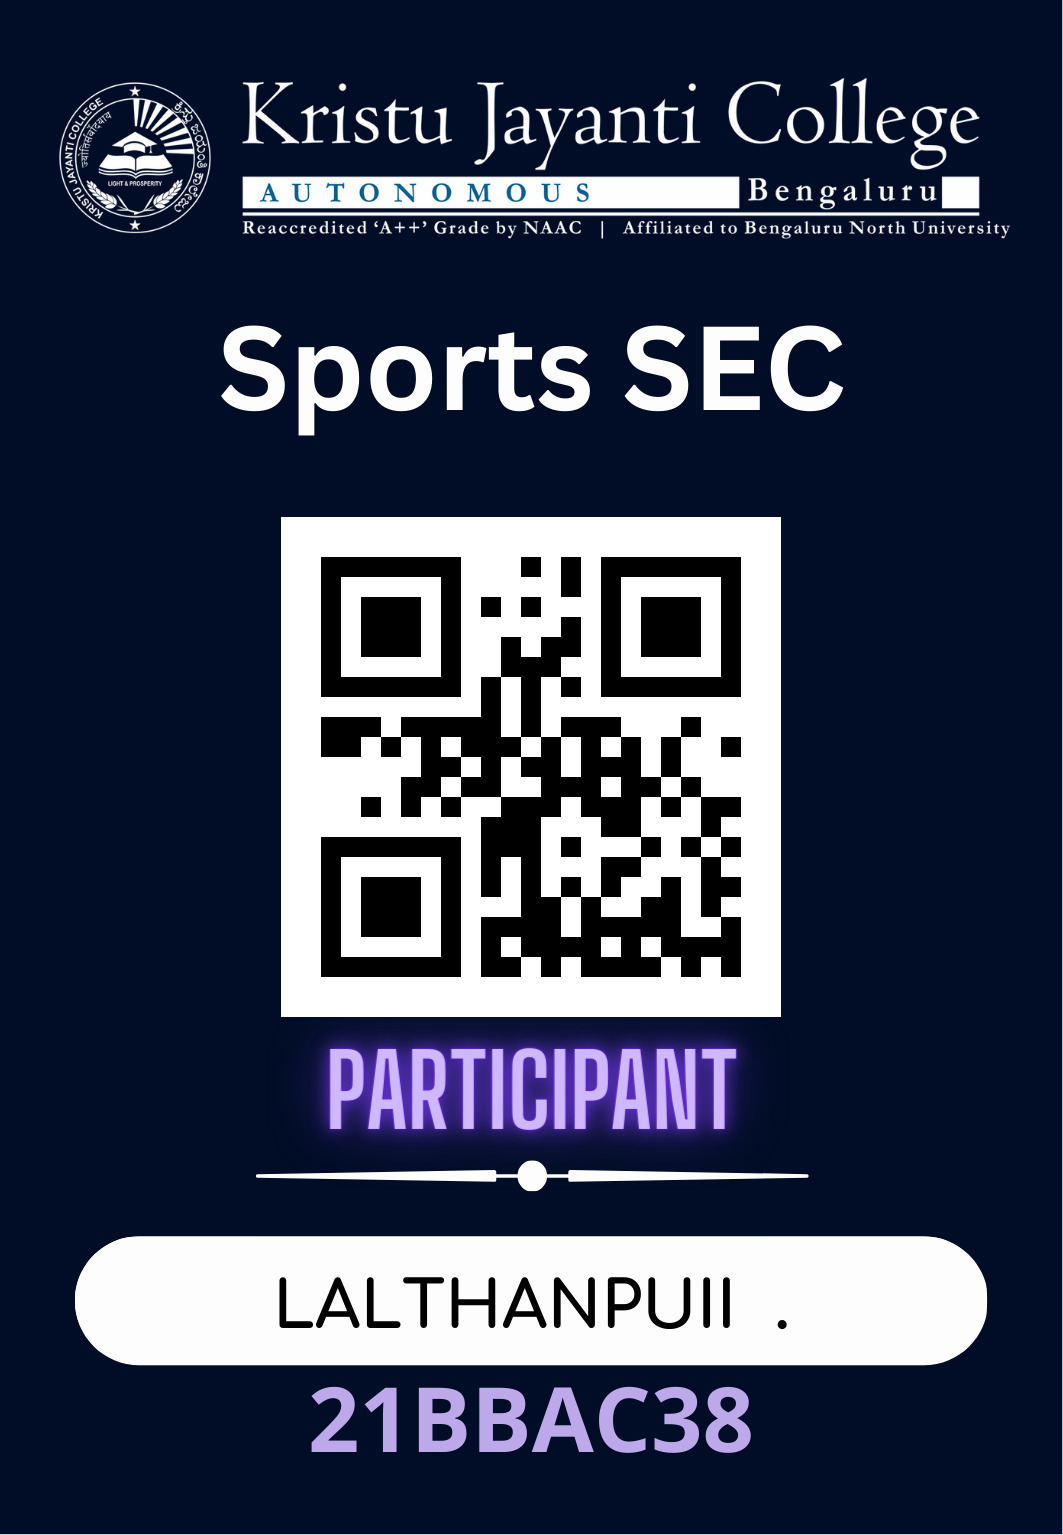 Kristu Jayanti College
AUTONOMOUS Bengaluru
Reaccredited ‘A++’ Grade by NAAC | Affiliated to Bengaluru North University
KRISTU JAYANTI COLLEGE
LIGHT & PROSPERITY
Sports SEC
PARTICIPANT
LALTHANPUII .
21BBAC38